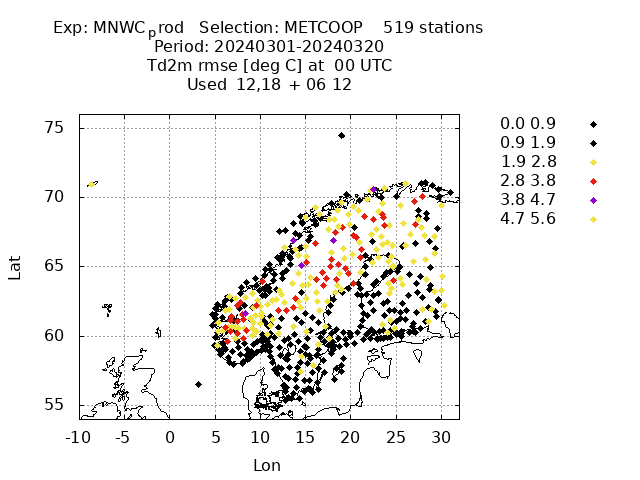 Exp: MNWCprod   Selection: METCOOP    519 stations
Period: 20240301-20240320
Td2m rmse [deg C] at  00 UTC
Used  12,18 + 06 12
0.0 0.9
0.9 1.9
1.9 2.8
2.8 3.8
3.8 4.7
4.7 5.6
75
70
65
60
55
Lat
-10 -5 0 5 10 15 20 25 30
Lon